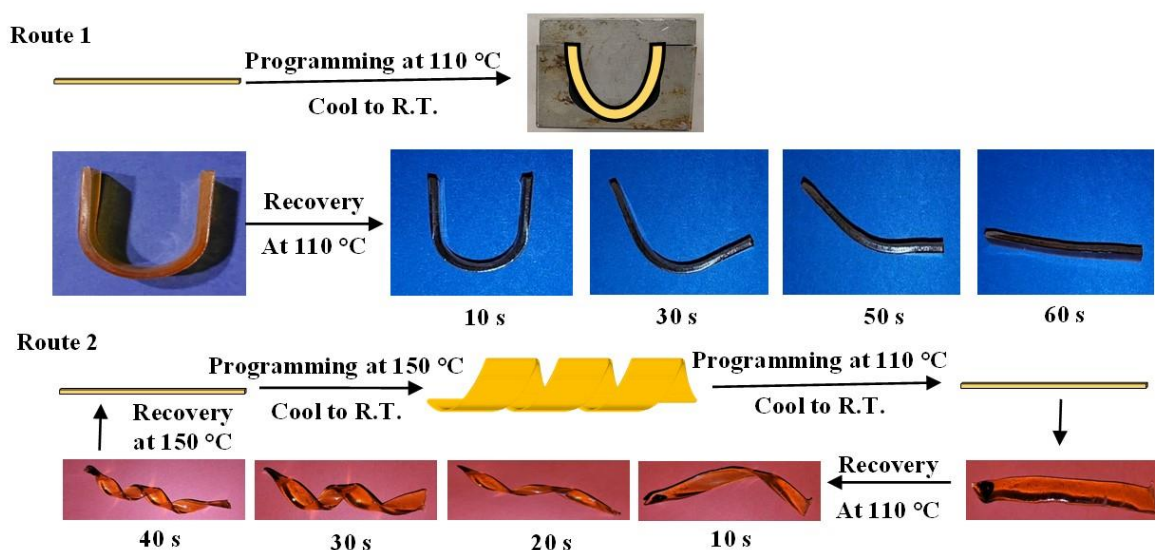 Route 1
Programming at 110 °C
Cool to R.T.
Recovery
At 110 °C
10 s
30 s
50 s
60 s
Route 2
Programming at 150 °C
Cool to R.T.
Programming at 110 °C
Cool to R.T.
Recovery
at 150 °C
Recovery
At 110 °C
40 s
30 s
20 s
10 s